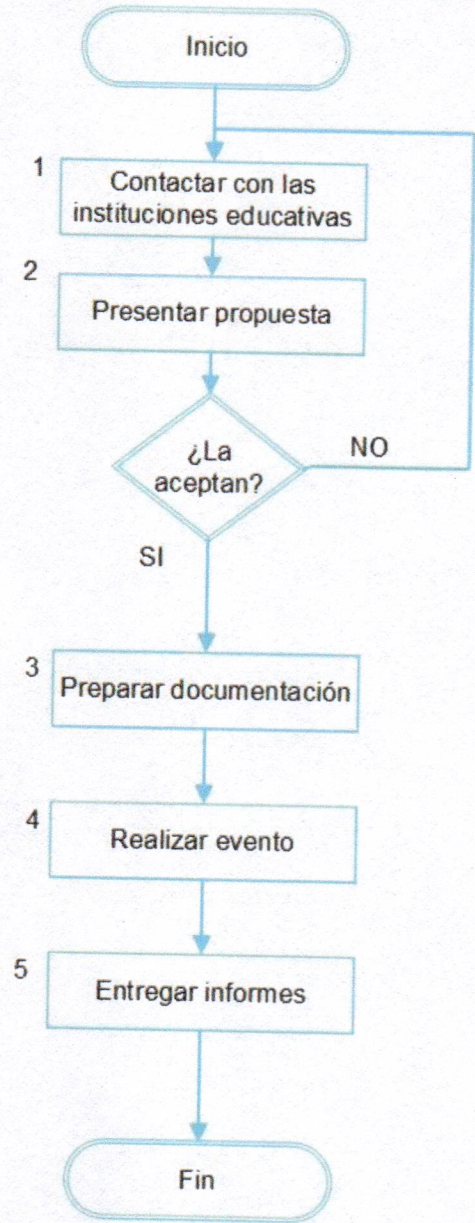 Inicio
1
Contactar con las
instituciones educativas
2
Presentar propuesta
¿La
aceptan?
NO
SI
3
Preparar documentación
4
Realizar evento
5
Entregar informes
Fin